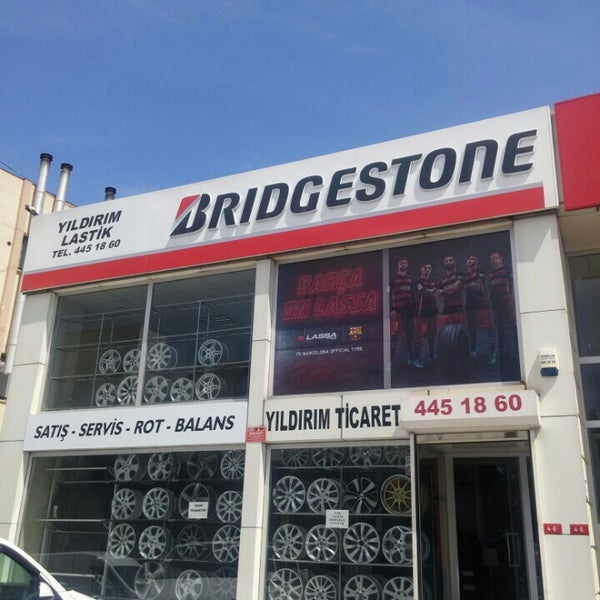 YILDIRIM
LASTİK
TEL. 445 18 60
BRIDGESTONE
BARÇA
ON LASSA
LASSA
FC BARCELONA OFFICIAL TYRE
SATIŞ - SERVİS - ROT - BALANS
YILDIRIM TİCARET
445 18 60